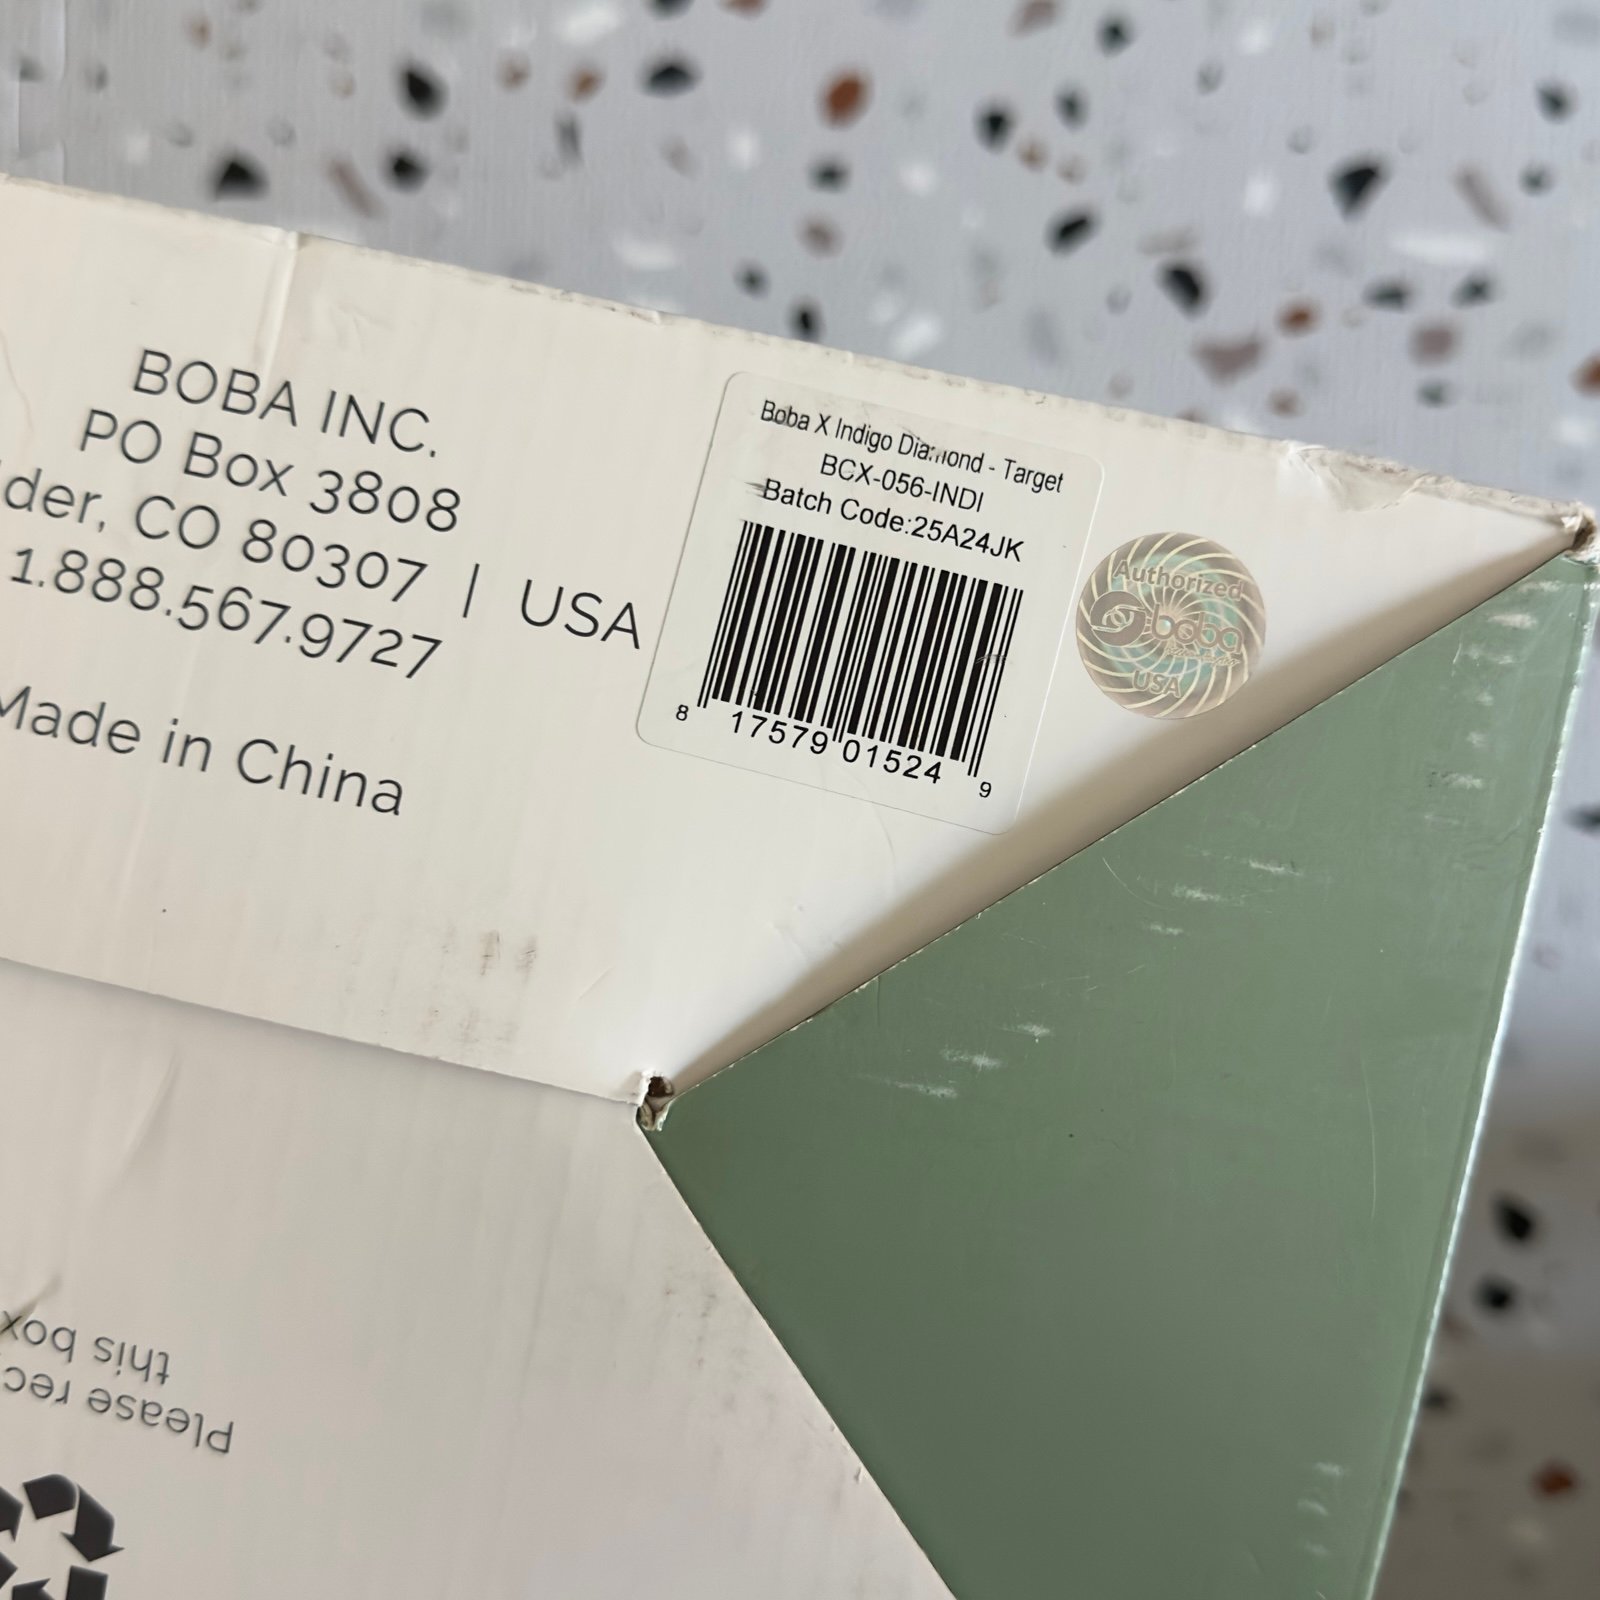 BOBA INC.
PO Box 3808
lder, CO 80307 | USA
1.888.567.9727
Made in China
Boba X Indigo Diamond - Target
BCX-056-INDI
Batch Code:25A24JK
8 17579 01524 9
Authorized
boba
USA
Please rec
this box